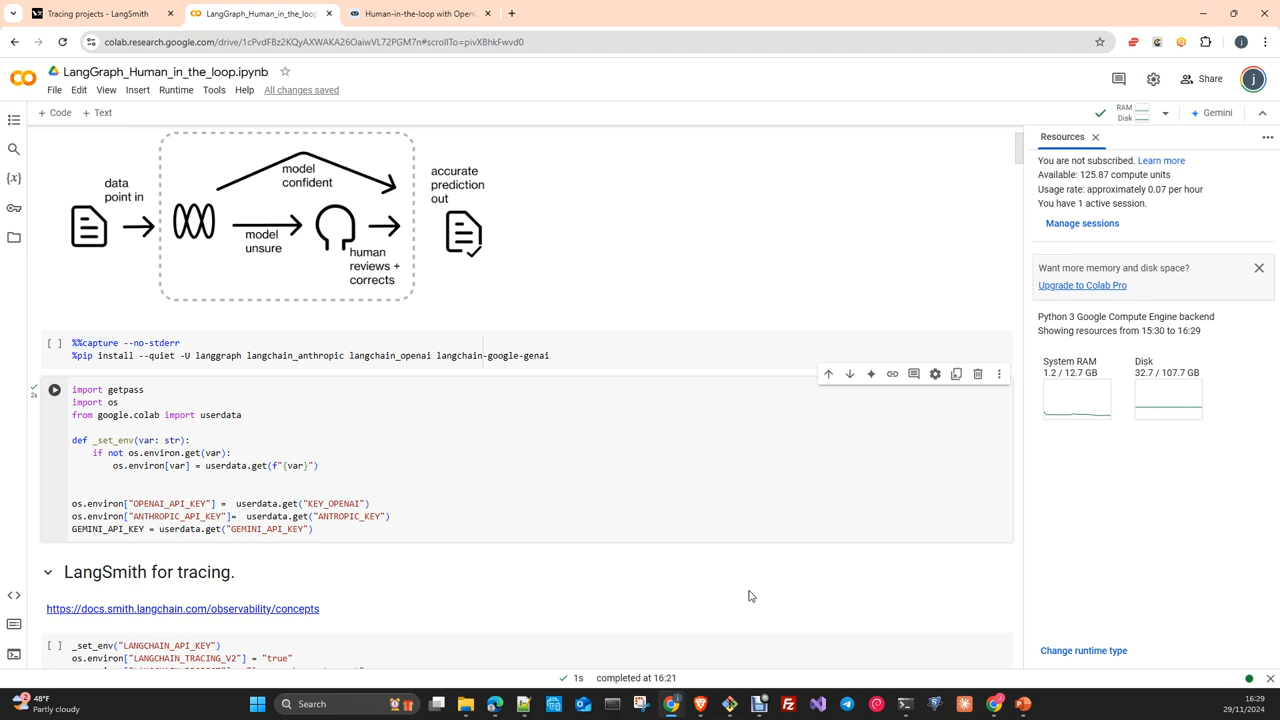 Tracing projects - LangSmith
LangGraph_Human_in_the_loop
Human-in-the-loop with Open
colab.research.google.com/drive/1cPvdFBz2KQyAXWAKA26OaiwVL72PGM7n#scrollTo=pivXBhkFwvd0
LangGraph_Human_in_the_loop.ipynb
Share
File Edit View Insert Runtime Tools Help All changes saved
+ Code + Text
RAM
Disk
Gemini
Resources
data
point in
model
confident
model
unsure
human
reviews +
corrects
accurate
prediction
out
You are not subscribed. Learn more
Available: 125.87 compute units
Usage rate: approximately 0.07 per hour
You have 1 active session.
Manage sessions
Want more memory and disk space?
Upgrade to Colab Pro
Python 3 Google Compute Engine backend
Showing resources from 15:30 to 16:29
System RAM
1.2 / 12.7 GB
Disk
32.7 / 107.7 GB
Change runtime type
[ ] %%capture --no-stderr
%pip install --quiet -U langgraph langchain_anthropic langchain_openai langchain-google-genai
2s
import getpass
import os
from google.colab import userdata
def _set_env(var: str):
if not os.environ.get(var):
os.environ[var] = userdata.get(f"{var}")
os.environ["OPENAI_API_KEY"] = userdata.get("KEY_OPENAI")
os.environ["ANTHROPIC_API_KEY"]= userdata.get("ANTROPIC_KEY")
GEMINI_API_KEY = userdata.get("GEMINI_API_KEY")
LangSmith for tracing.
https://docs.smith.langchain.com/observability/concepts
[ ] _set_env("LANGCHAIN_API_KEY")
os.environ["LANGCHAIN_TRACING_V2"] = "true"
1s completed at 16:21
48°F
Partly cloudy
Search
16:29
29/11/2024